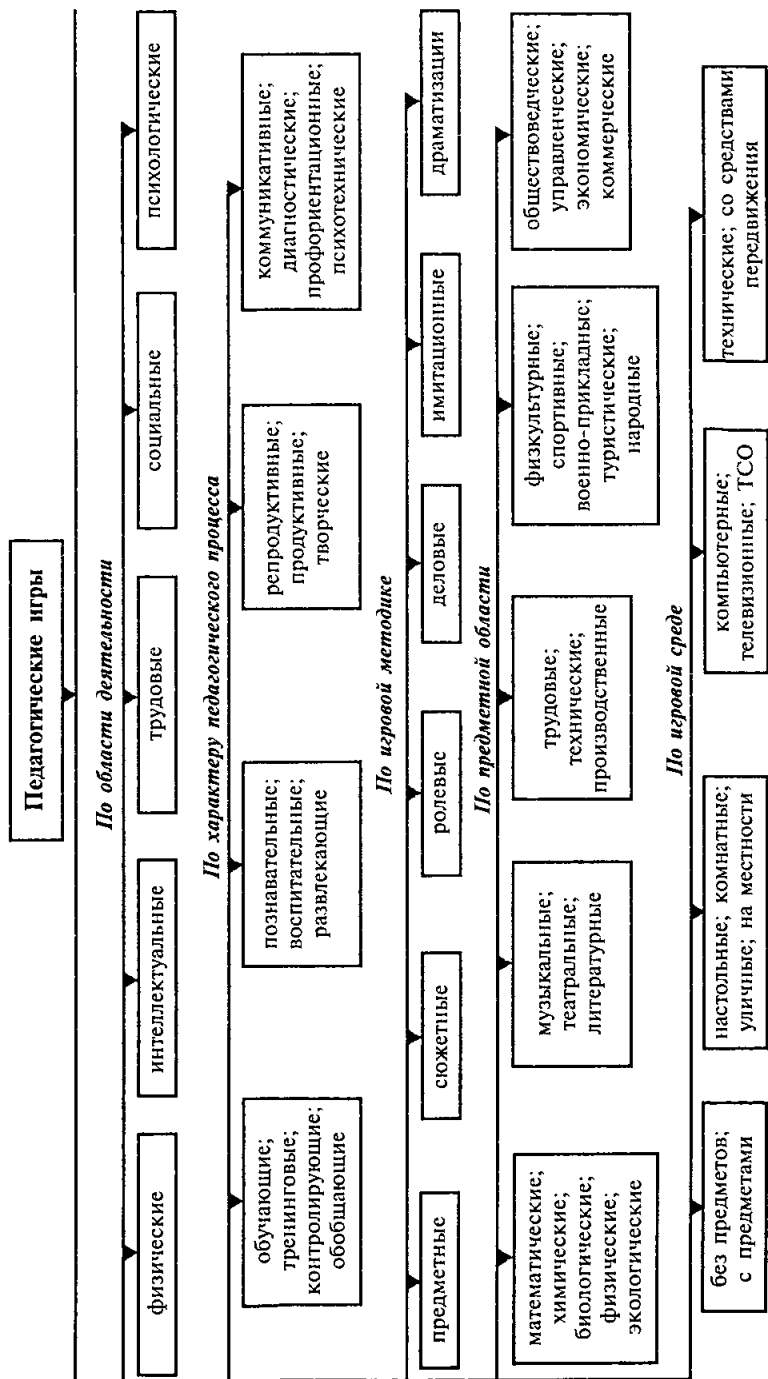 Педагогические игры
По области деятельности
физические
интеллектуальные
трудовые
социальные
психологические
По характеру педагогического процесса
обучающие;
тренинговые;
контролирующие;
обобщающие
познавательные;
воспитательные;
развлекающие
репродуктивные;
продуктивные;
творческие
коммуникативные;
диагностические;
профориентационные;
психотехнические
По игровой методике
предметные
сюжетные
ролевые
деловые
имитационные
драматизации
По предметной области
математические;
химические;
биологические;
физические;
экологические
музыкальные;
театральные;
литературные
трудовые;
технические;
производственные
физкультурные;
спортивные;
военно-прикладные;
туристические;
народные
обществоведческие;
управленческие;
экономические;
коммерческие
По игровой среде
без предметов;
с предметами
настольные; комнатные;
уличные; на местности
компьютерные;
телевизионные; ТСО
технические; со средствами
передвижения